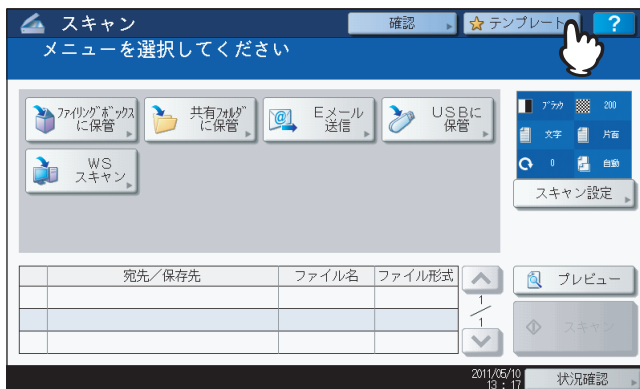 スキャン
確認
テンプレート
?
メニューを選択してください
ﾌｧｲﾘﾝｸﾞﾎﾞｯｸｽ
に保管
共有ﾌｫﾙﾀﾞ
に保管
Eメール
送信
USBに
保管
WS
スキャン
ﾌﾞﾗｯｸ
200
文字
片面
0
自動
スキャン設定
宛先／保存先
ファイル名
ファイル形式
1
1
プレビュー
スキャン
2011/05/10
13 : 17
状況確認